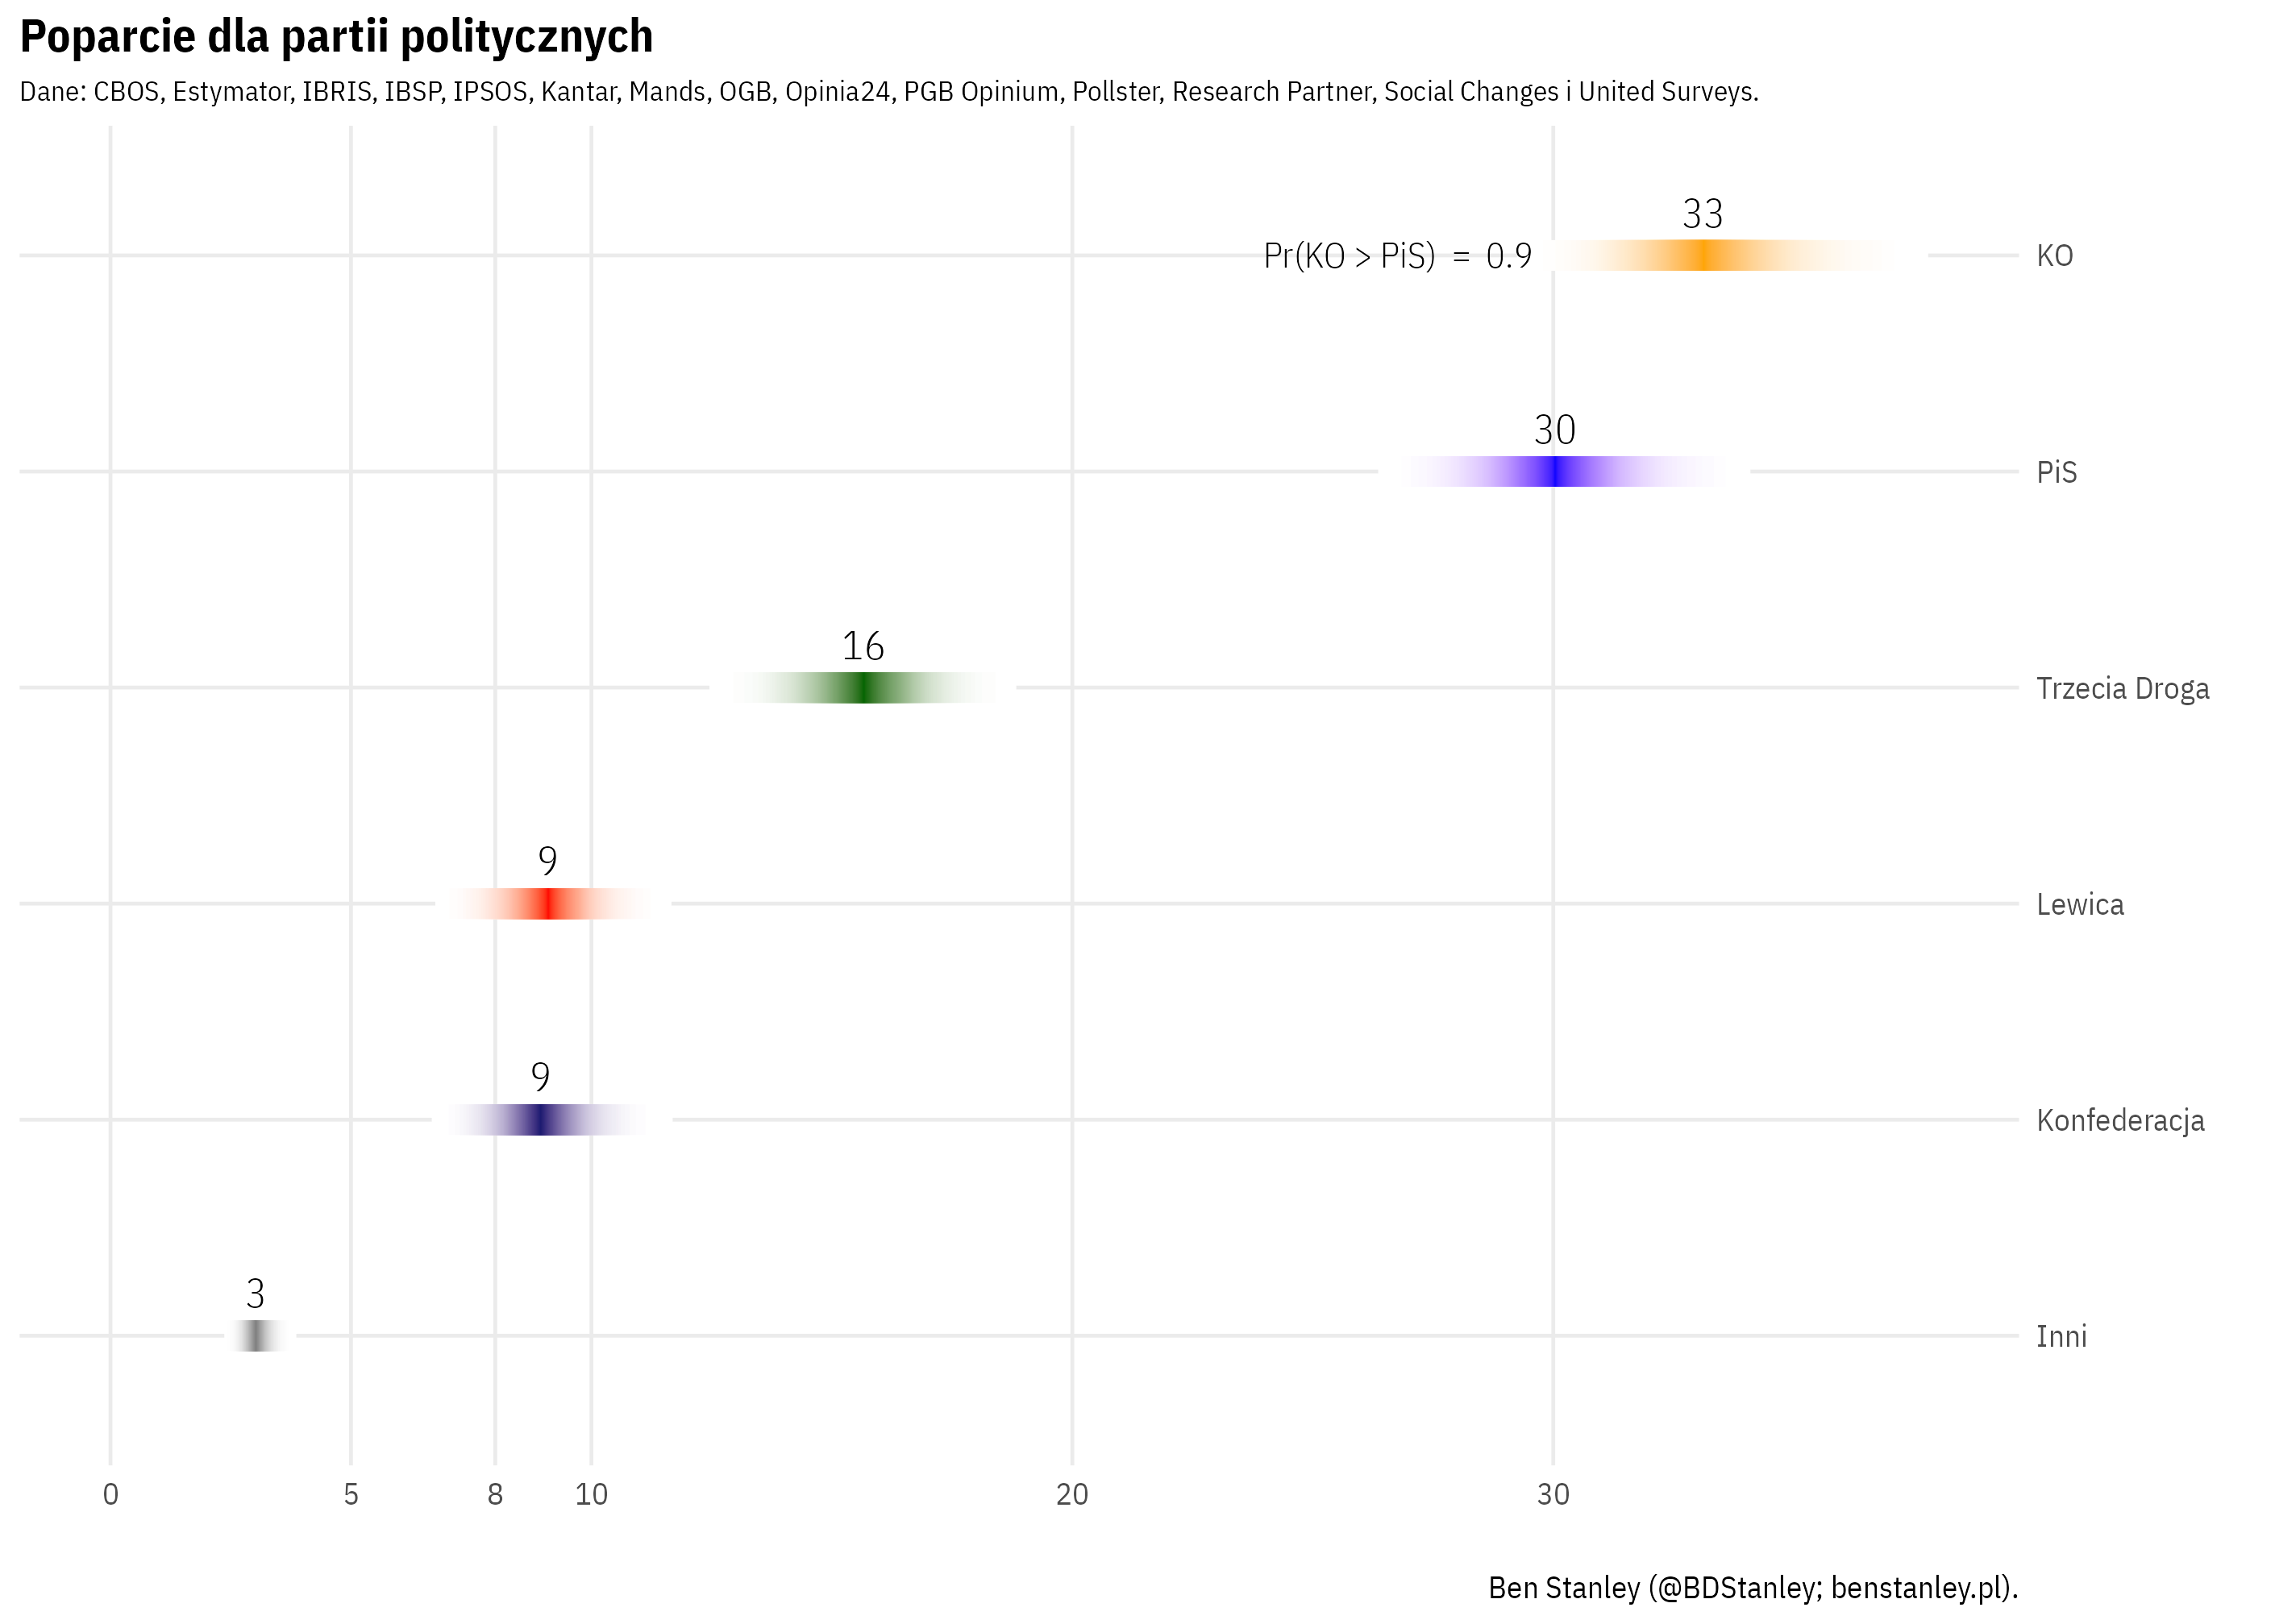 Poparcie dla partii politycznych
Dane: CBOS, Estymator, IBRIS, IBSP, IPSOS, Kantar, Mands, OGB, Opinia24, PGB Opinium, Pollster, Research Partner, Social Changes i United Surveys.
33
Pr(KO > PiS) = 0.9
KO
30
PiS
16
Trzecia Droga
9
Lewica
9
Konfederacja
3
Inni
0 5 8 10 20 30
Ben Stanley (@BDStanley; benstanley.pl).